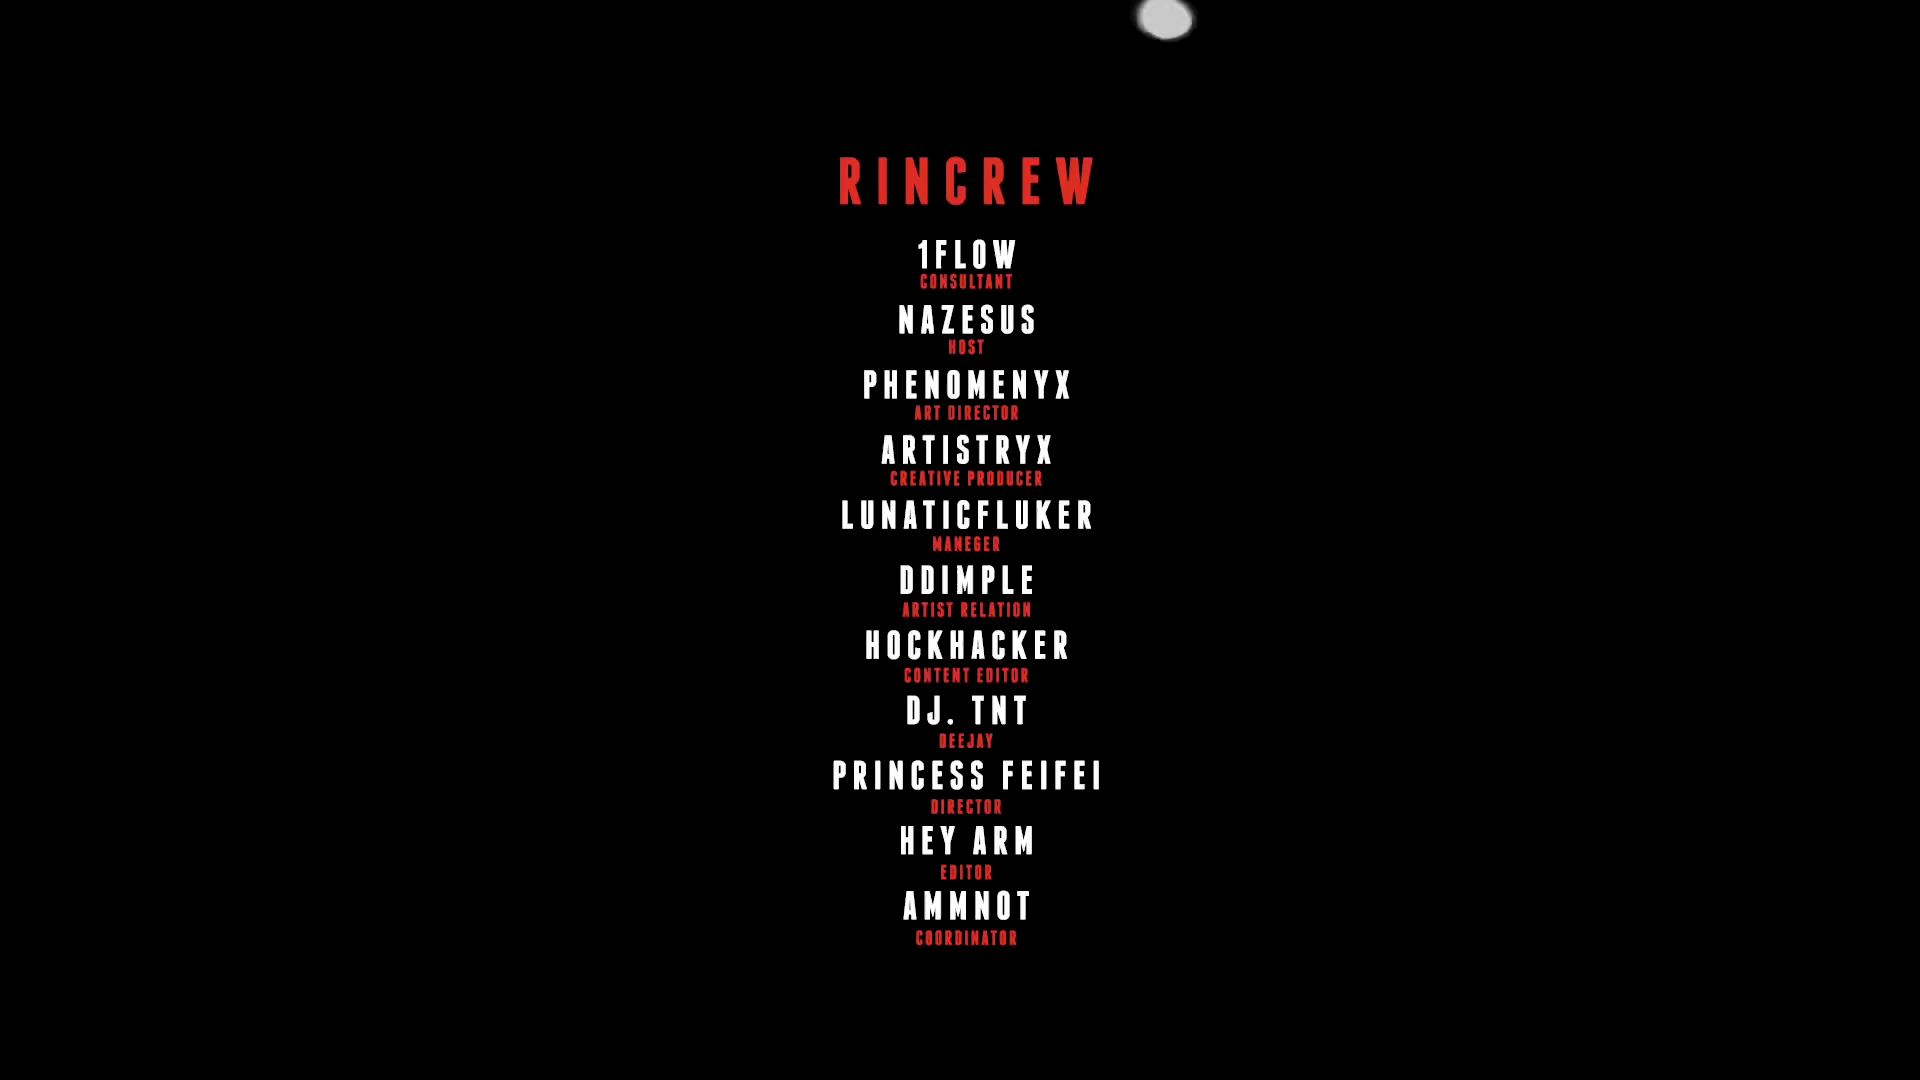 RINCREW
1FLOW
CONSULTANT
NAZESUS
HOST
PHENOMENYX
ART DIRECTOR
ARTISTRYX
CREATIVE PRODUCER
LUNATICFLUKER
MANEGER
DDIMPLE
ARTIST RELATION
HOCKHACKER
CONTENT EDITOR
DJ. TNT
DEEJAY
PRINCESS FEIFEI
DIRECTOR
HEY ARM
EDITOR
AMMNOT
COORDINATOR